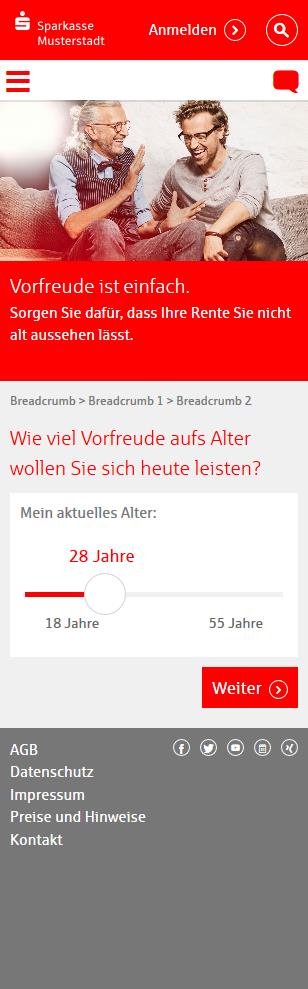 Sparkasse
Musterstadt
Anmelden
Vorfreude ist einfach.
Sorgen Sie dafür, dass Ihre Rente Sie nicht
alt aussehen lässt.
Breadcrumb > Breadcrumb 1 > Breadcrumb 2
Wie viel Vorfreude aufs Alter
wollen Sie sich heute leisten?
Mein aktuelles Alter:
28 Jahre
18 Jahre 55 Jahre
Weiter
AGB
Datenschutz
Impressum
Preise und Hinweise
Kontakt